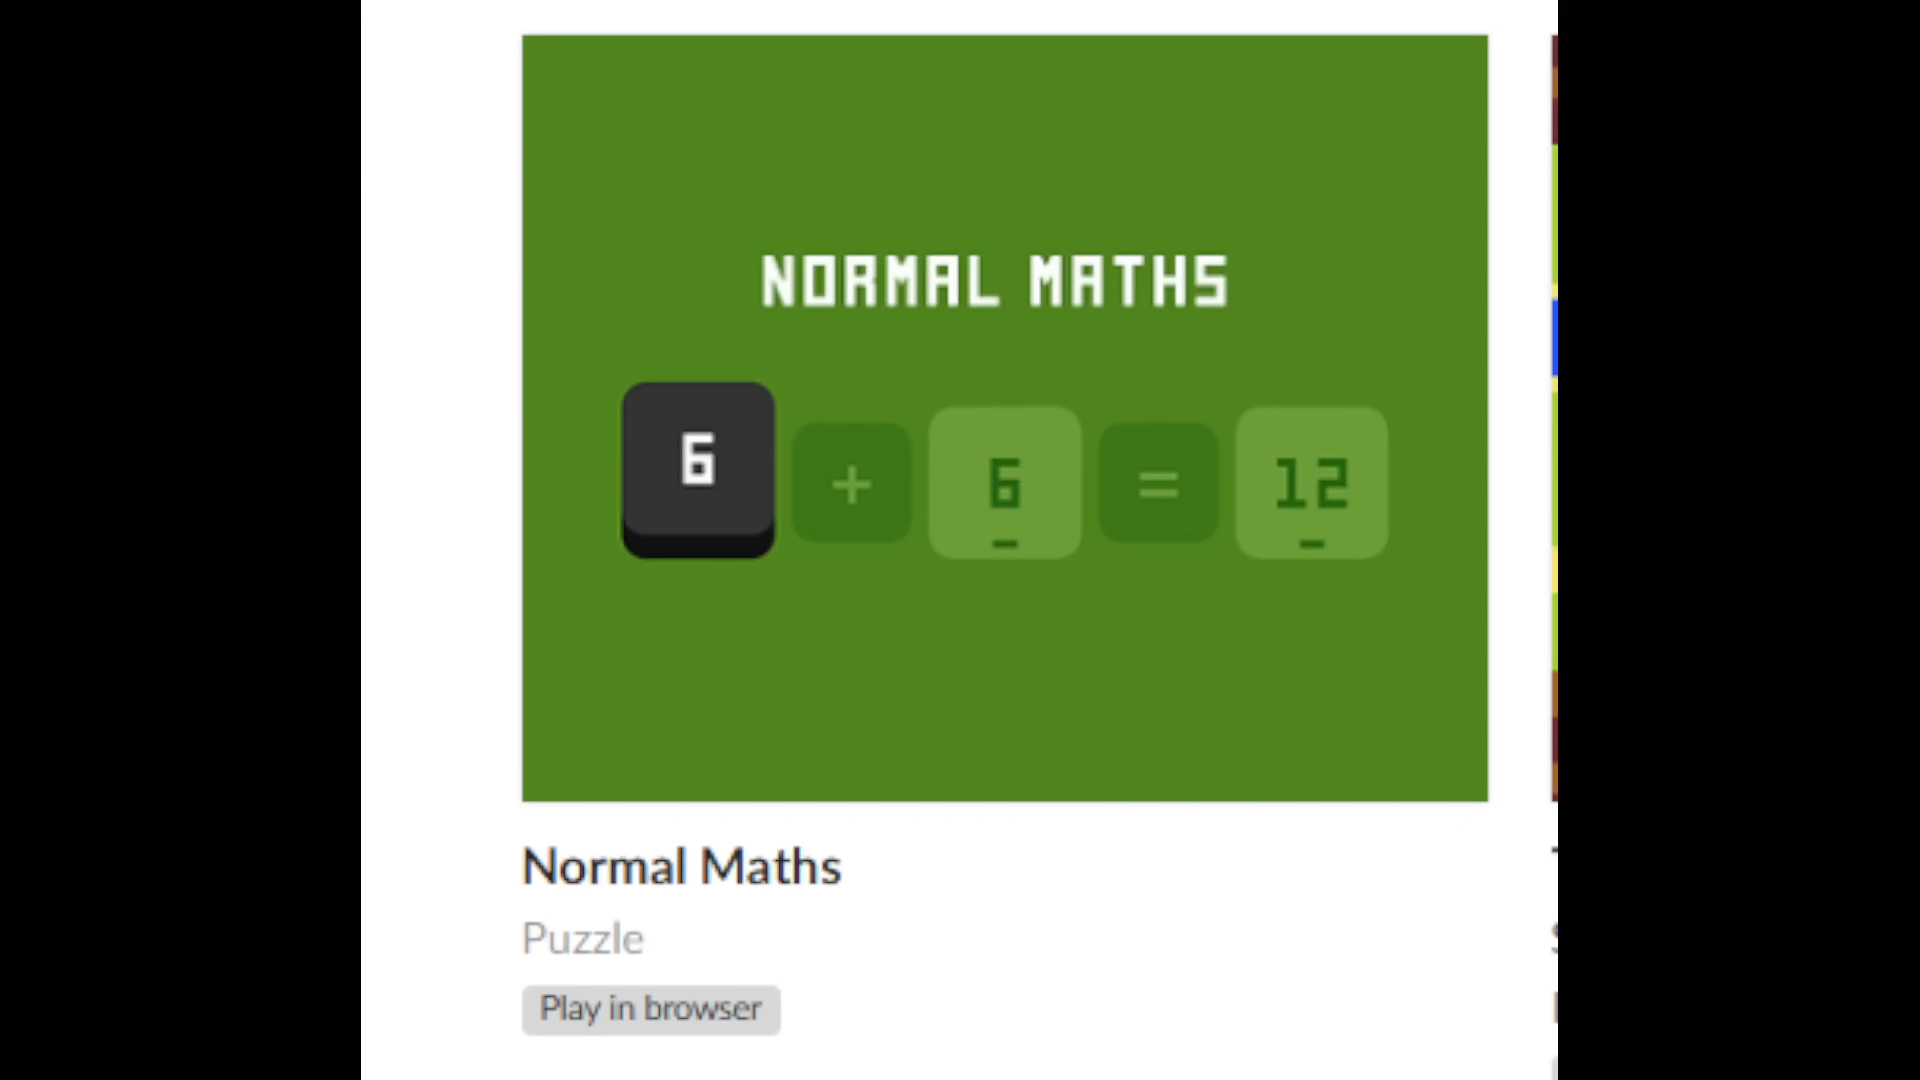 NORMAL MATHS
6 + 6 = 12
Normal Maths
Puzzle
Play in browser